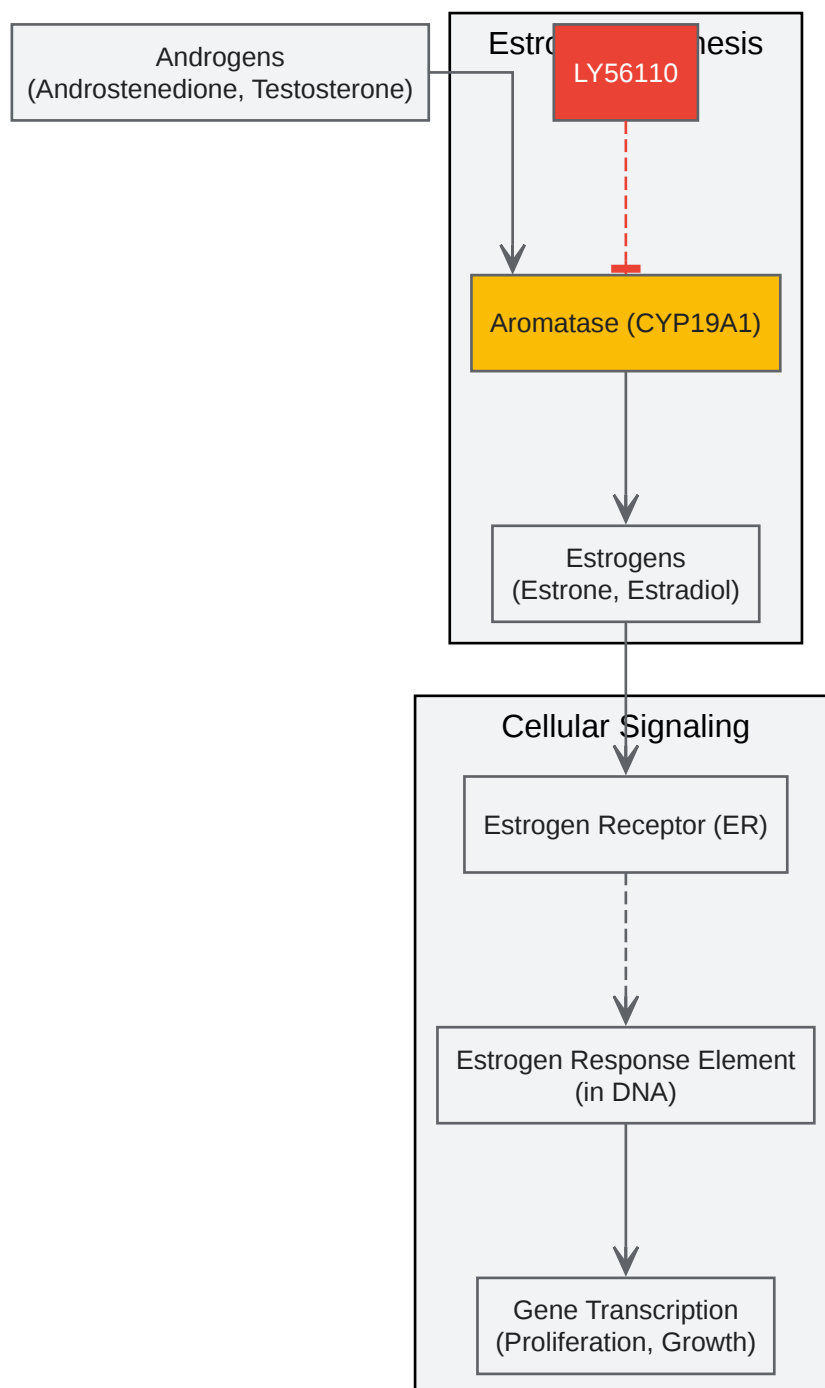 Androgens
(Androstenedione, Testosterone)
LY56110
Aromatase (CYP19A1)
Estrogens
(Estrone, Estradiol)
Cellular Signaling
Estrogen Receptor (ER)
Estrogen Response Element
(in DNA)
Gene Transcription
(Proliferation, Growth)